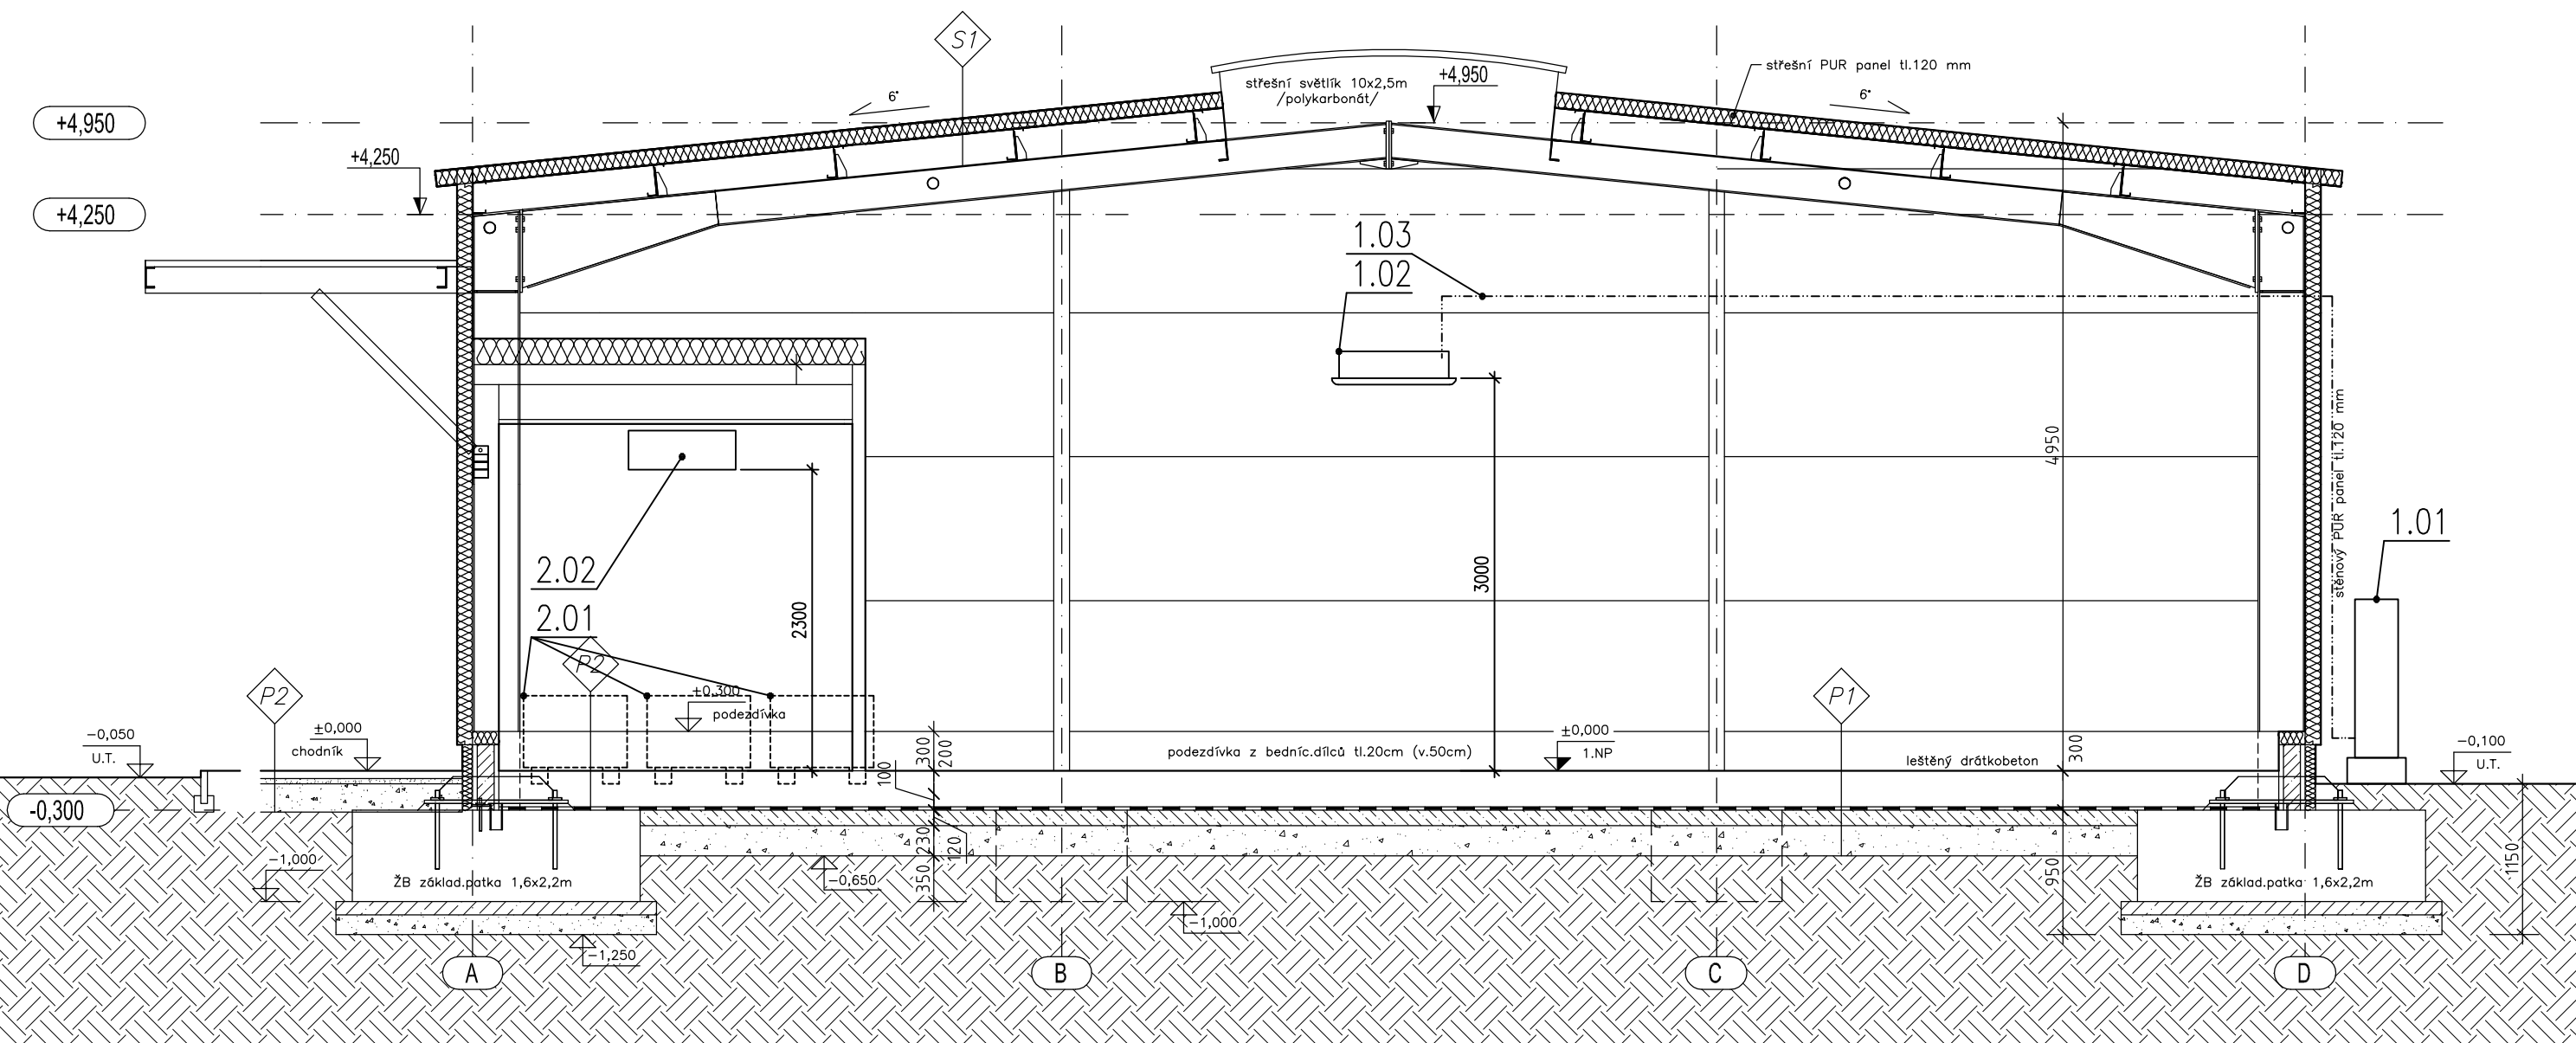 S1
střešní světlík 10x2,5m
/polykarbonát/
+4,950
střešní PUR panel tl.120 mm
6°
6°
+4,950
+4,250
+4,250
1.03
1.02
4950
stěnový PUR panel tl.120 mm
1.01
2.02
2.01
2300
3000
P2
P2
P1
+0,300
podezdívka
-0,050
U.T.
±0,000
chodník
300
200
100
podezdívka z bedníc.dílců tl.20cm (v.50cm)
±0,000
1.NP
leštěný drátkobeton
300
-0,100
U.T.
-0,300
230
120
350
-1,000
-0,650
-1,000
ŽB základ.patka 1,6x2,2m
ŽB základ.patka 1,6x2,2m
950
1150
-1,250
A
B
C
D